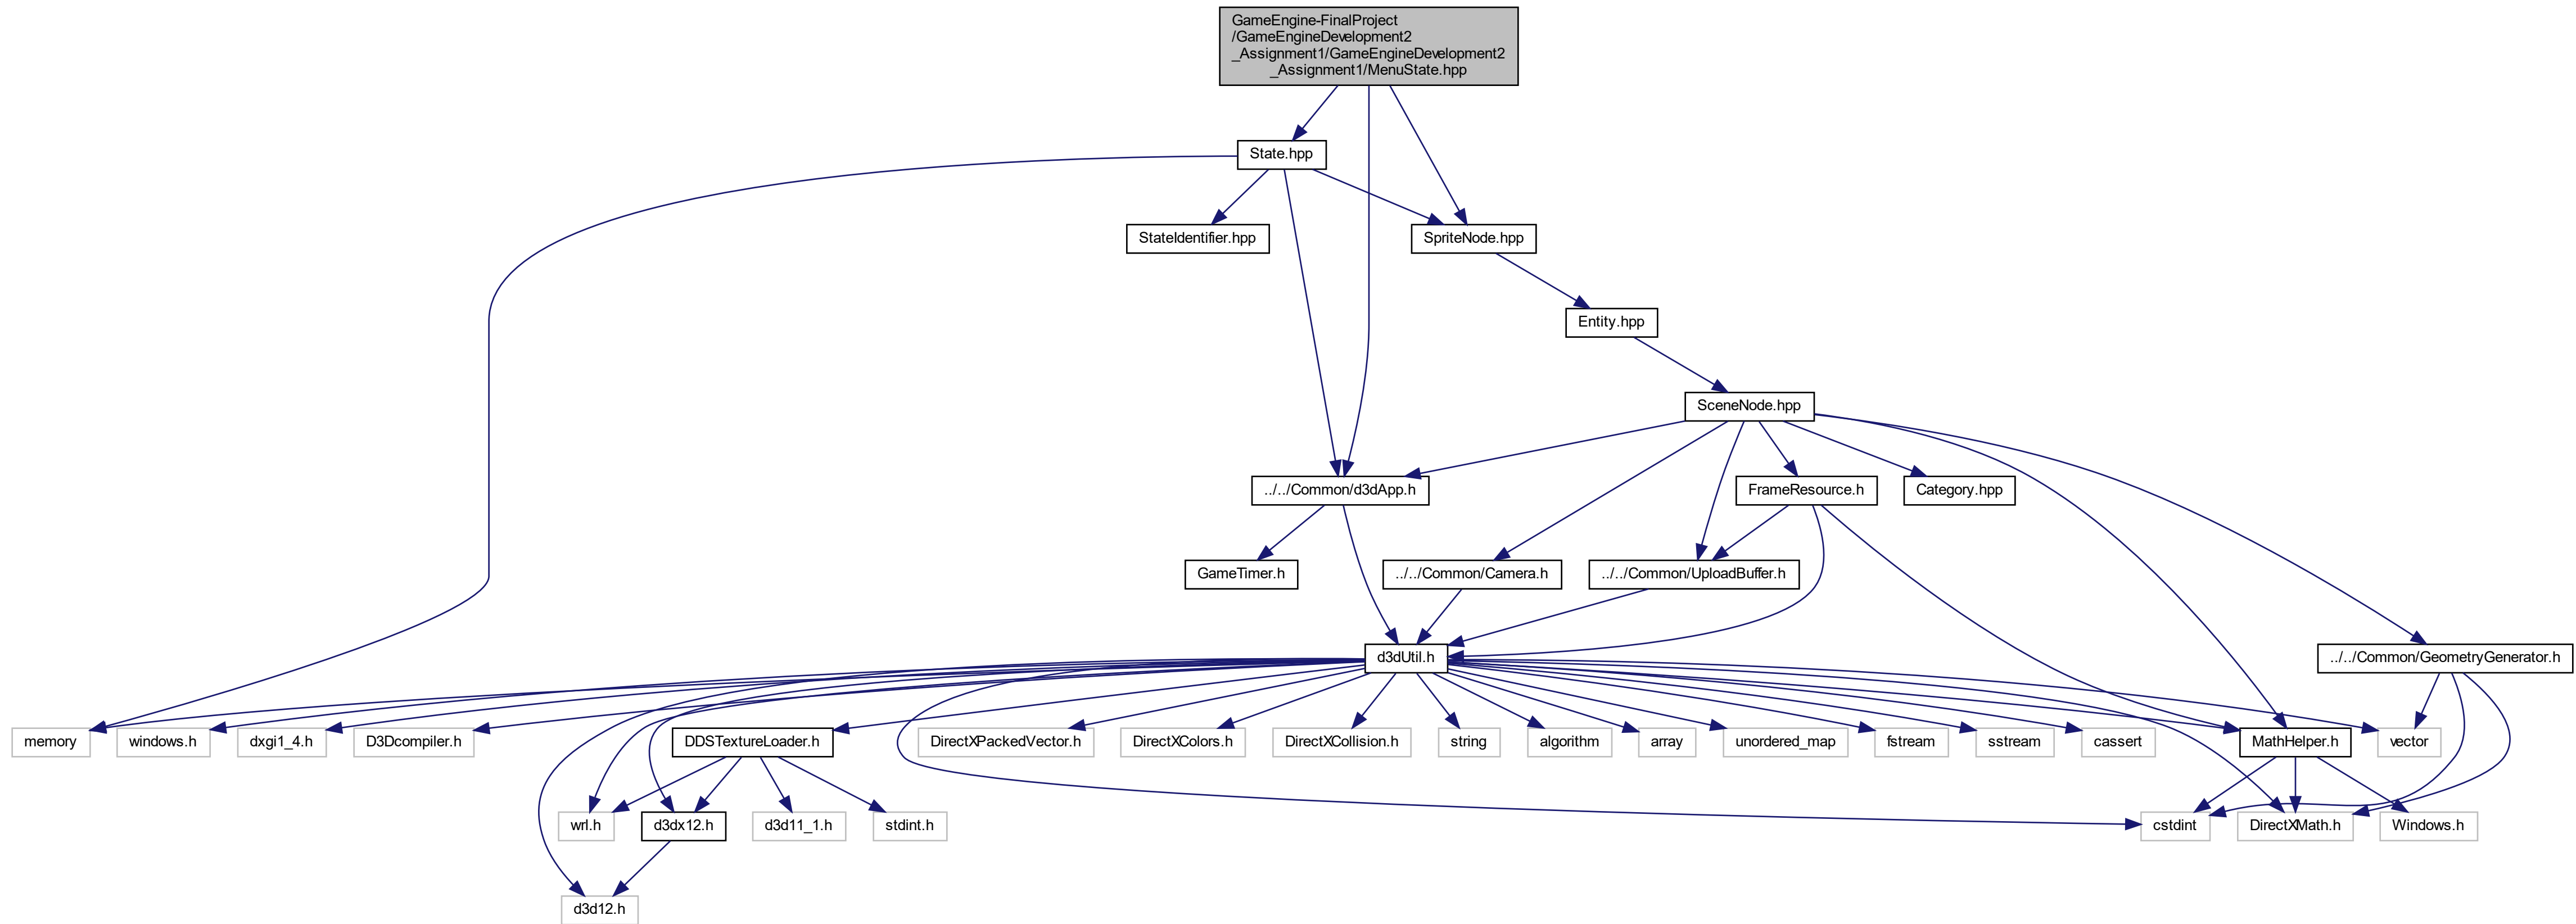 GameEngine-FinalProject
/GameEngineDevelopment2
_Assignment1/GameEngineDevelopment2
_Assignment1/MenuState.hpp
State.hpp
StateIdentifier.hpp
SpriteNode.hpp
Entity.hpp
SceneNode.hpp
../../Common/d3dApp.h
FrameResource.h
Category.hpp
GameTimer.h
../../Common/Camera.h
../../Common/UploadBuffer.h
d3dUtil.h
../../Common/GeometryGenerator.h
memory
windows.h
dxgi1_4.h
D3Dcompiler.h
DDSTextureLoader.h
DirectXPackedVector.h
DirectXColors.h
DirectXCollision.h
string
algorithm
array
unordered_map
fstream
sstream
cassert
MathHelper.h
vector
wrl.h
d3dx12.h
d3d11_1.h
stdint.h
cstdint
DirectXMath.h
Windows.h
d3d12.h